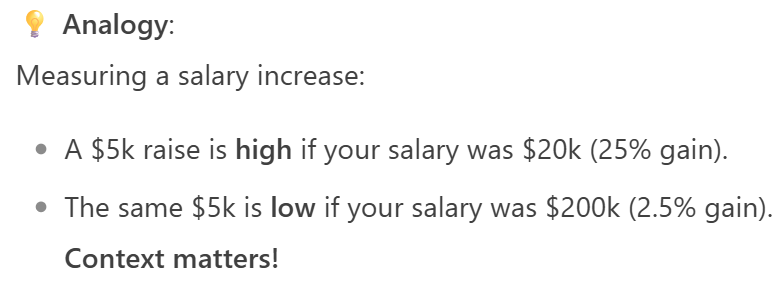 💡 Analogy:
Measuring a salary increase:
• A $5k raise is high if your salary was $20k (25% gain).
• The same $5k is low if your salary was $200k (2.5% gain).
Context matters!